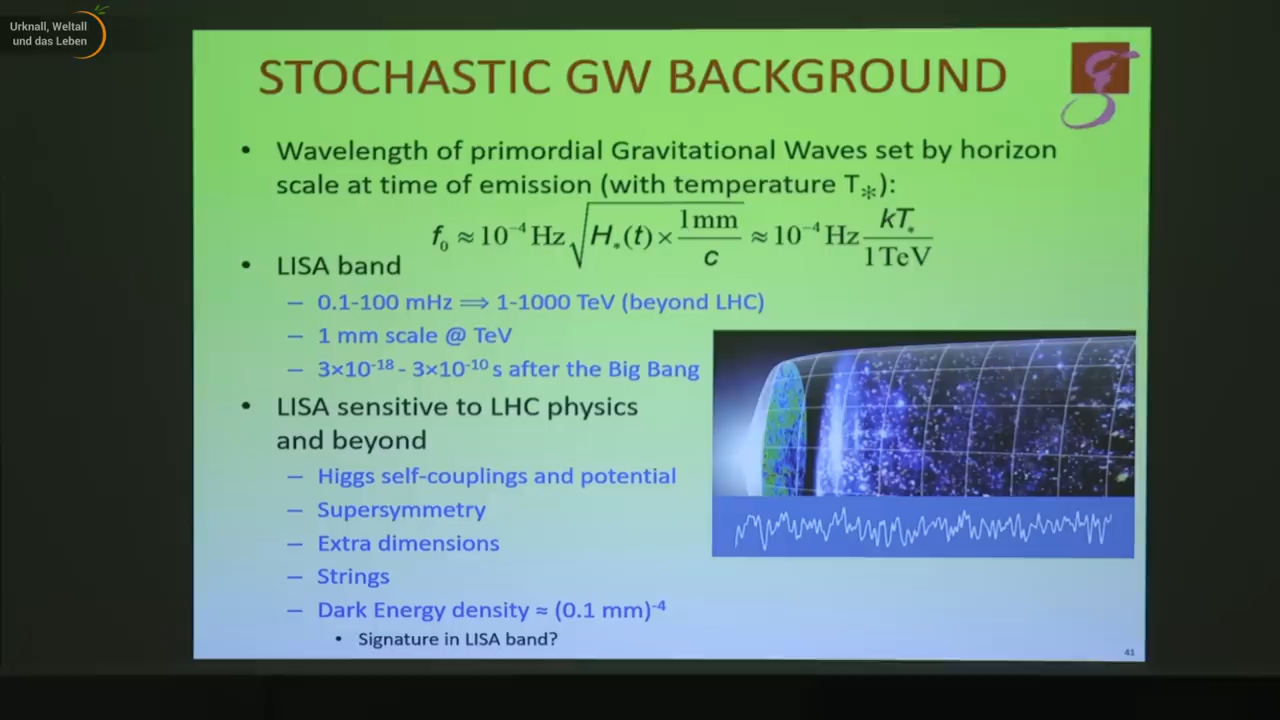 Urknall, Weltall
und das Leben
STOCHASTIC GW BACKGROUND
• Wavelength of primordial Gravitational Waves set by horizon
scale at time of emission (with temperature T∗):
f₀ ≈ 10⁻⁴ Hz √(H∗(t) × 1mm/c) ≈ 10⁻⁴ Hz kT∗/1TeV
• LISA band
– 0.1-100 mHz ⟹ 1-1000 TeV (beyond LHC)
– 1 mm scale @ TeV
– 3×10⁻¹⁸ - 3×10⁻¹⁰ s after the Big Bang
• LISA sensitive to LHC physics
and beyond
– Higgs self-couplings and potential
– Supersymmetry
– Extra dimensions
– Strings
– Dark Energy density ≈ (0.1 mm)⁻⁴
• Signature in LISA band?
41